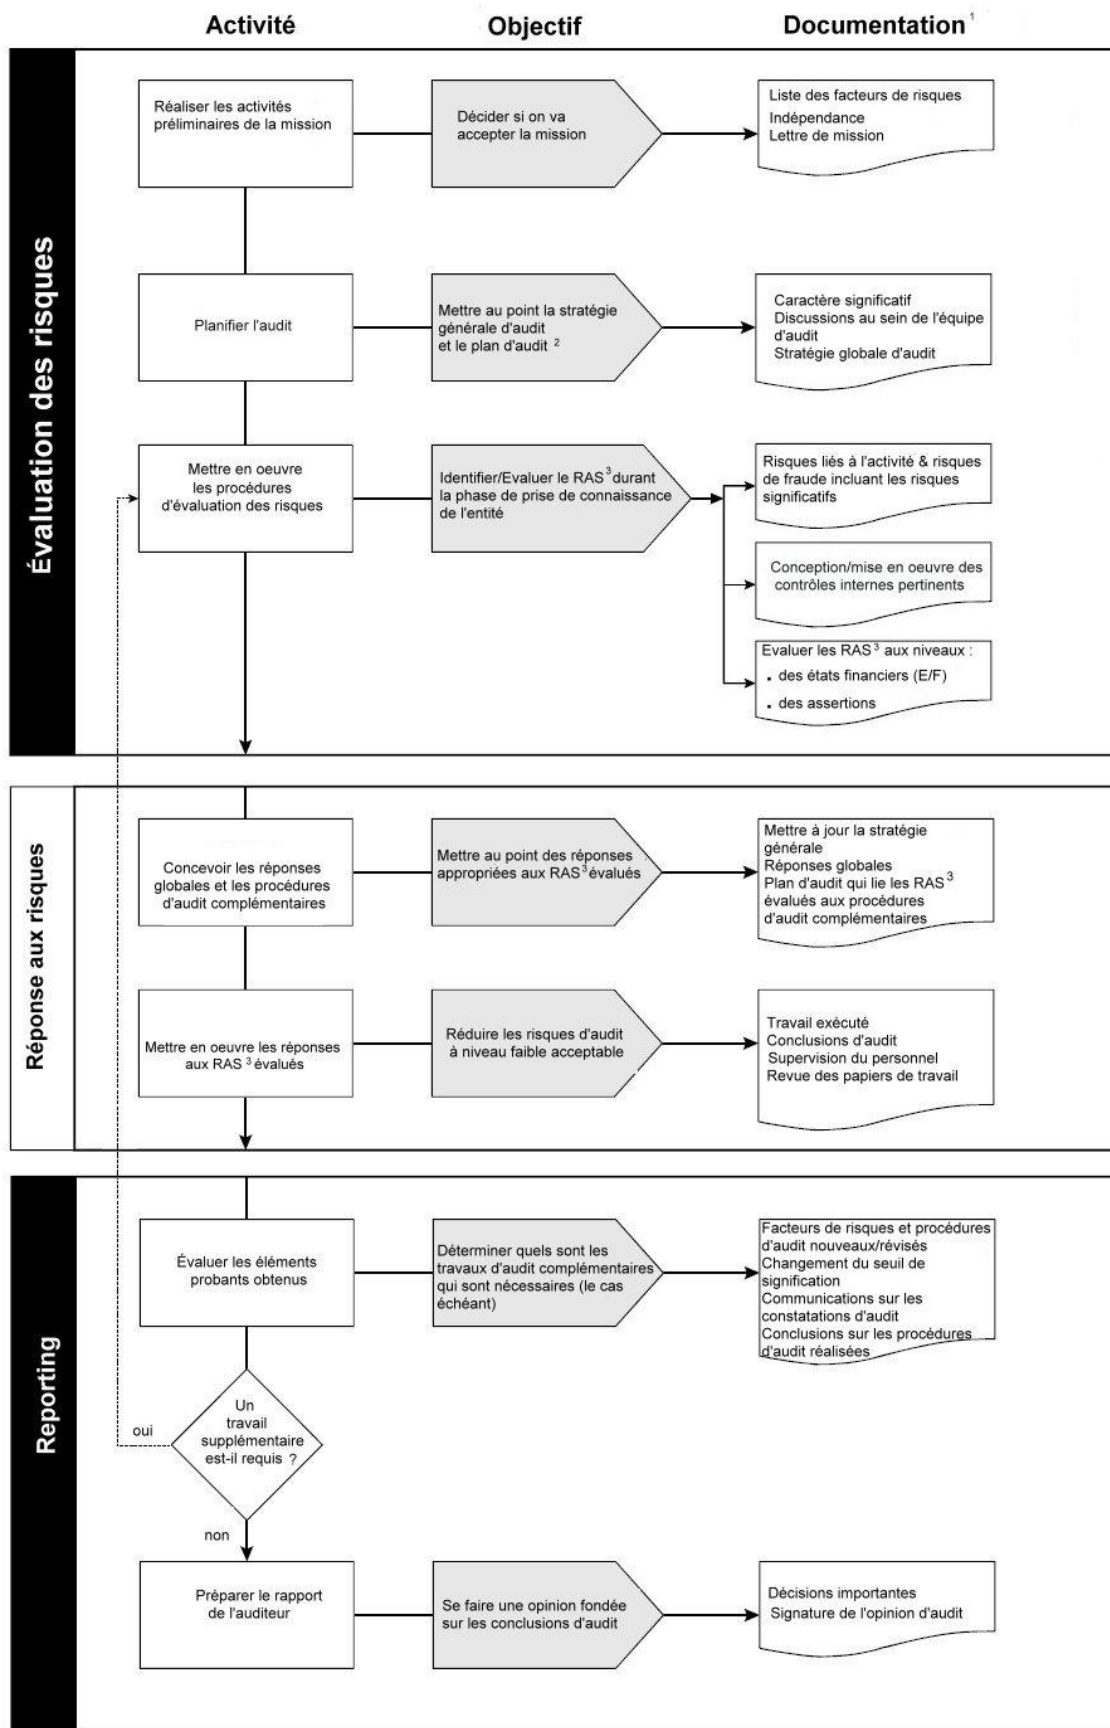 Activité
Objectif
Documentation 1
Évaluation des risques
Réaliser les activités
préliminaires de la mission
Décider si on va
accepter la mission
Liste des facteurs de risques
Indépendance
Lettre de mission
Planifier l'audit
Mettre au point la stratégie
générale d'audit
et le plan d'audit 2
Caractère significatif
Discussions au sein de l'équipe
d'audit
Stratégie globale d'audit
Mettre en oeuvre
les procédures
d'évaluation des risques
Identifier/Evaluer le RAS 3 durant
la phase de prise de connaissance
de l'entité
Risques liés à l'activité & risques
de fraude incluant les risques
significatifs
Conception/mise en oeuvre des
contrôles internes pertinents
Evaluer les RAS 3 aux niveaux :
. des états financiers (E/F)
. des assertions
Réponse aux risques
Concevoir les réponses
globales et les procédures
d'audit complémentaires
Mettre au point des réponses
appropriées aux RAS 3 évalués
Mettre à jour la stratégie
générale
Réponses globales
Plan d'audit qui lie les RAS 3
évalués aux procédures
d'audit complémentaires
Mettre en oeuvre les réponses
aux RAS 3 évalués
Réduire les risques d'audit
à niveau faible acceptable
Travail exécuté
Conclusions d'audit
Supervision du personnel
Revue des papiers de travail
Reporting
Évaluer les éléments
probants obtenus
Déterminer quels sont les
travaux d'audit complémentaires
qui sont nécessaires (le cas
échéant)
Facteurs de risques et procédures
d'audit nouveaux/révisés
Changement du seuil de
signification
Communications sur les
constatations d'audit
Conclusions sur les procédures
d'audit réalisées
Un
travail
supplémentaire
est-il requis ?
oui
non
Préparer le rapport
de l'auditeur
Se faire une opinion fondée
sur les conclusions d'audit
Décisions importantes
Signature de l'opinion d'audit